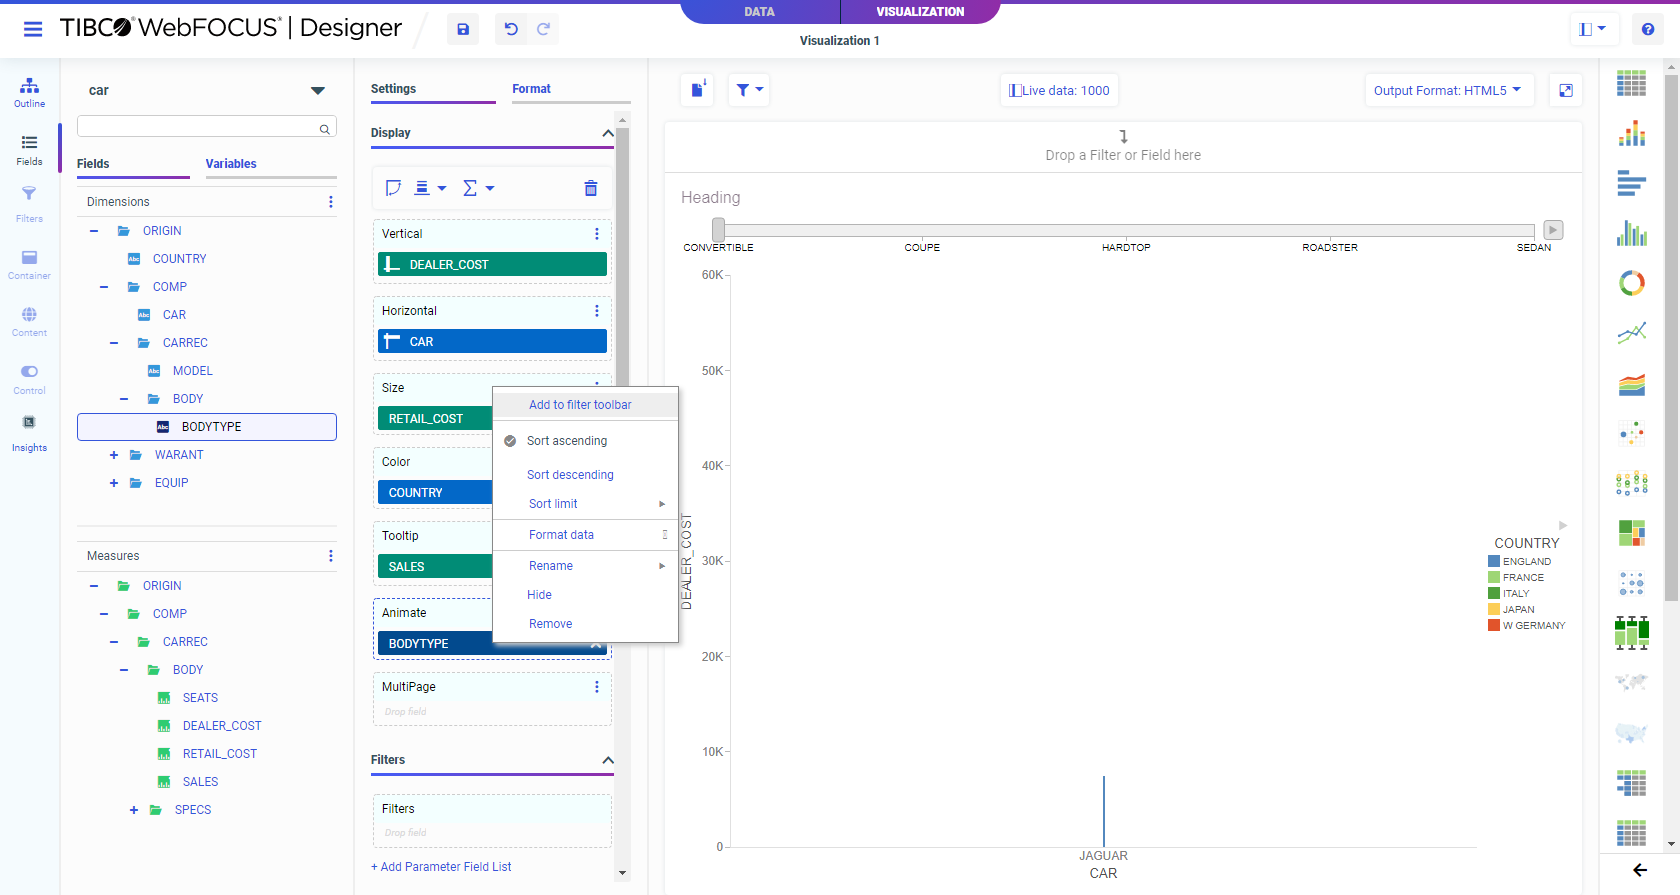 DATA
VISUALIZATION
TIBCO® WebFOCUS® | Designer
Visualization 1
Outline
Fields
Filters
Container
Content
Control
Insights
car
Fields
Variables
Dimensions
ORIGIN
COUNTRY
COMP
CAR
CARREC
MODEL
BODY
BODYTYPE
WARANT
EQUIP
Measures
ORIGIN
COMP
CARREC
BODY
SEATS
DEALER_COST
RETAIL_COST
SALES
SPECS
Settings
Format
Display
Vertical
DEALER_COST
Horizontal
CAR
Size
RETAIL_COST
Color
COUNTRY
Tooltip
SALES
Animate
BODYTYPE
MultiPage
Drop field
Filters
Filters
Drop field
+ Add Parameter Field List
Add to filter toolbar
Sort ascending
Sort descending
Sort limit
Format data
Rename
Hide
Remove
Live data: 1000
Output Format: HTML5
Drop a Filter or Field here
Heading
CONVERTIBLE
COUPE
HARDTOP
ROADSTER
SEDAN
60K
50K
40K
30K
20K
10K
0
DEALER_COST
JAGUAR
CAR
COUNTRY
ENGLAND
FRANCE
ITALY
JAPAN
W GERMANY